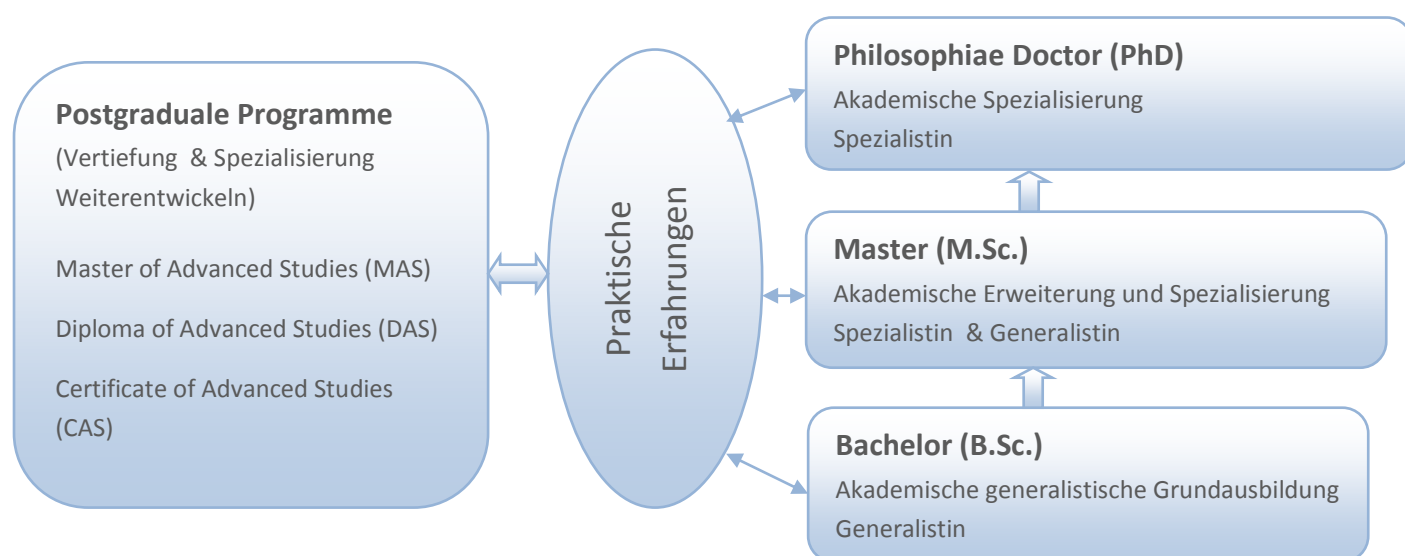 Postgraduale Programme
(Vertiefung & Spezialisierung
Weiterentwickeln)
Master of Advanced Studies (MAS)
Diploma of Advanced Studies (DAS)
Certificate of Advanced Studies
(CAS)
Praktische
Erfahrungen
Philosophiae Doctor (PhD)
Akademische Spezialisierung
Spezialistin
Master (M.Sc.)
Akademische Erweiterung und Spezialisierung
Spezialistin & Generalistin
Bachelor (B.Sc.)
Akademische generalistische Grundausbildung
Generalistin